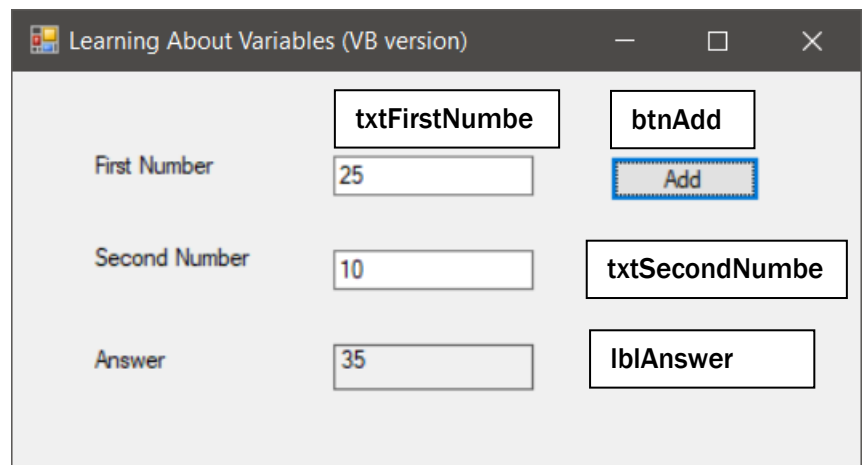 Learning About Variables (VB version)
txtFirstNumbe btnAdd
First Number 25 Add
Second Number 10 txtSecondNumbe
Answer 35 lblAnswer